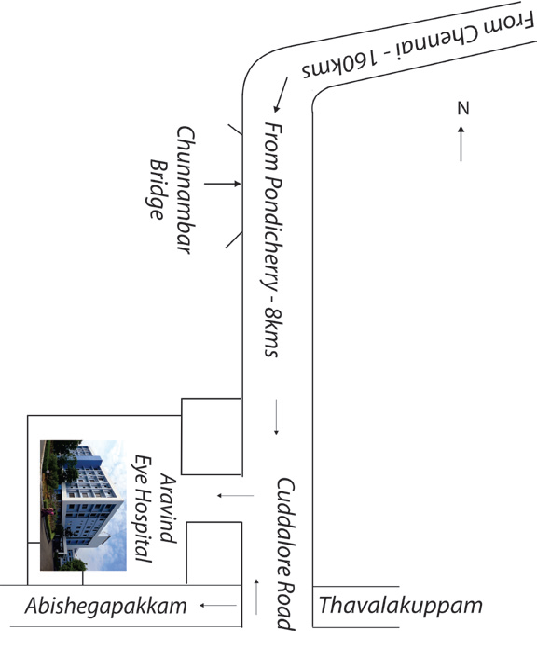 From Chennai - 160kms
N
From Pondicherry - 8kms
Chunnambar
Bridge
Aravind
Eye Hospital
Cuddalore Road
Abishegapakkam
Thavalakuppam